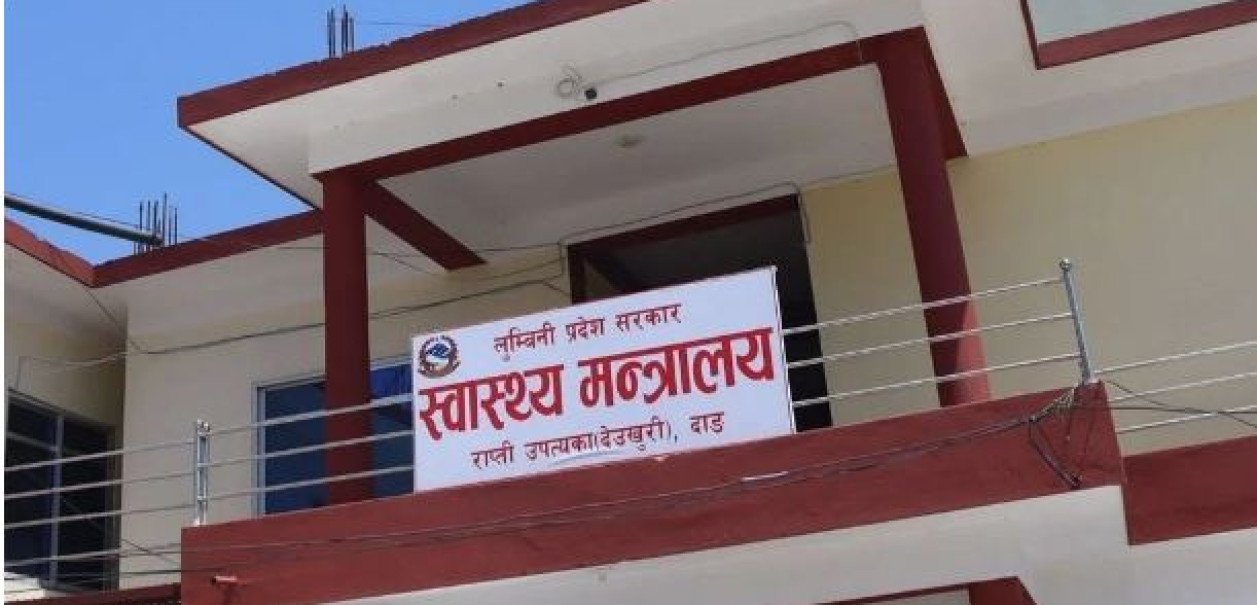 लुम्बिनी प्रदेश सरकार
स्वास्थ्य मन्त्रालय
राप्ती उपत्यका(देउखुरी), दाङ